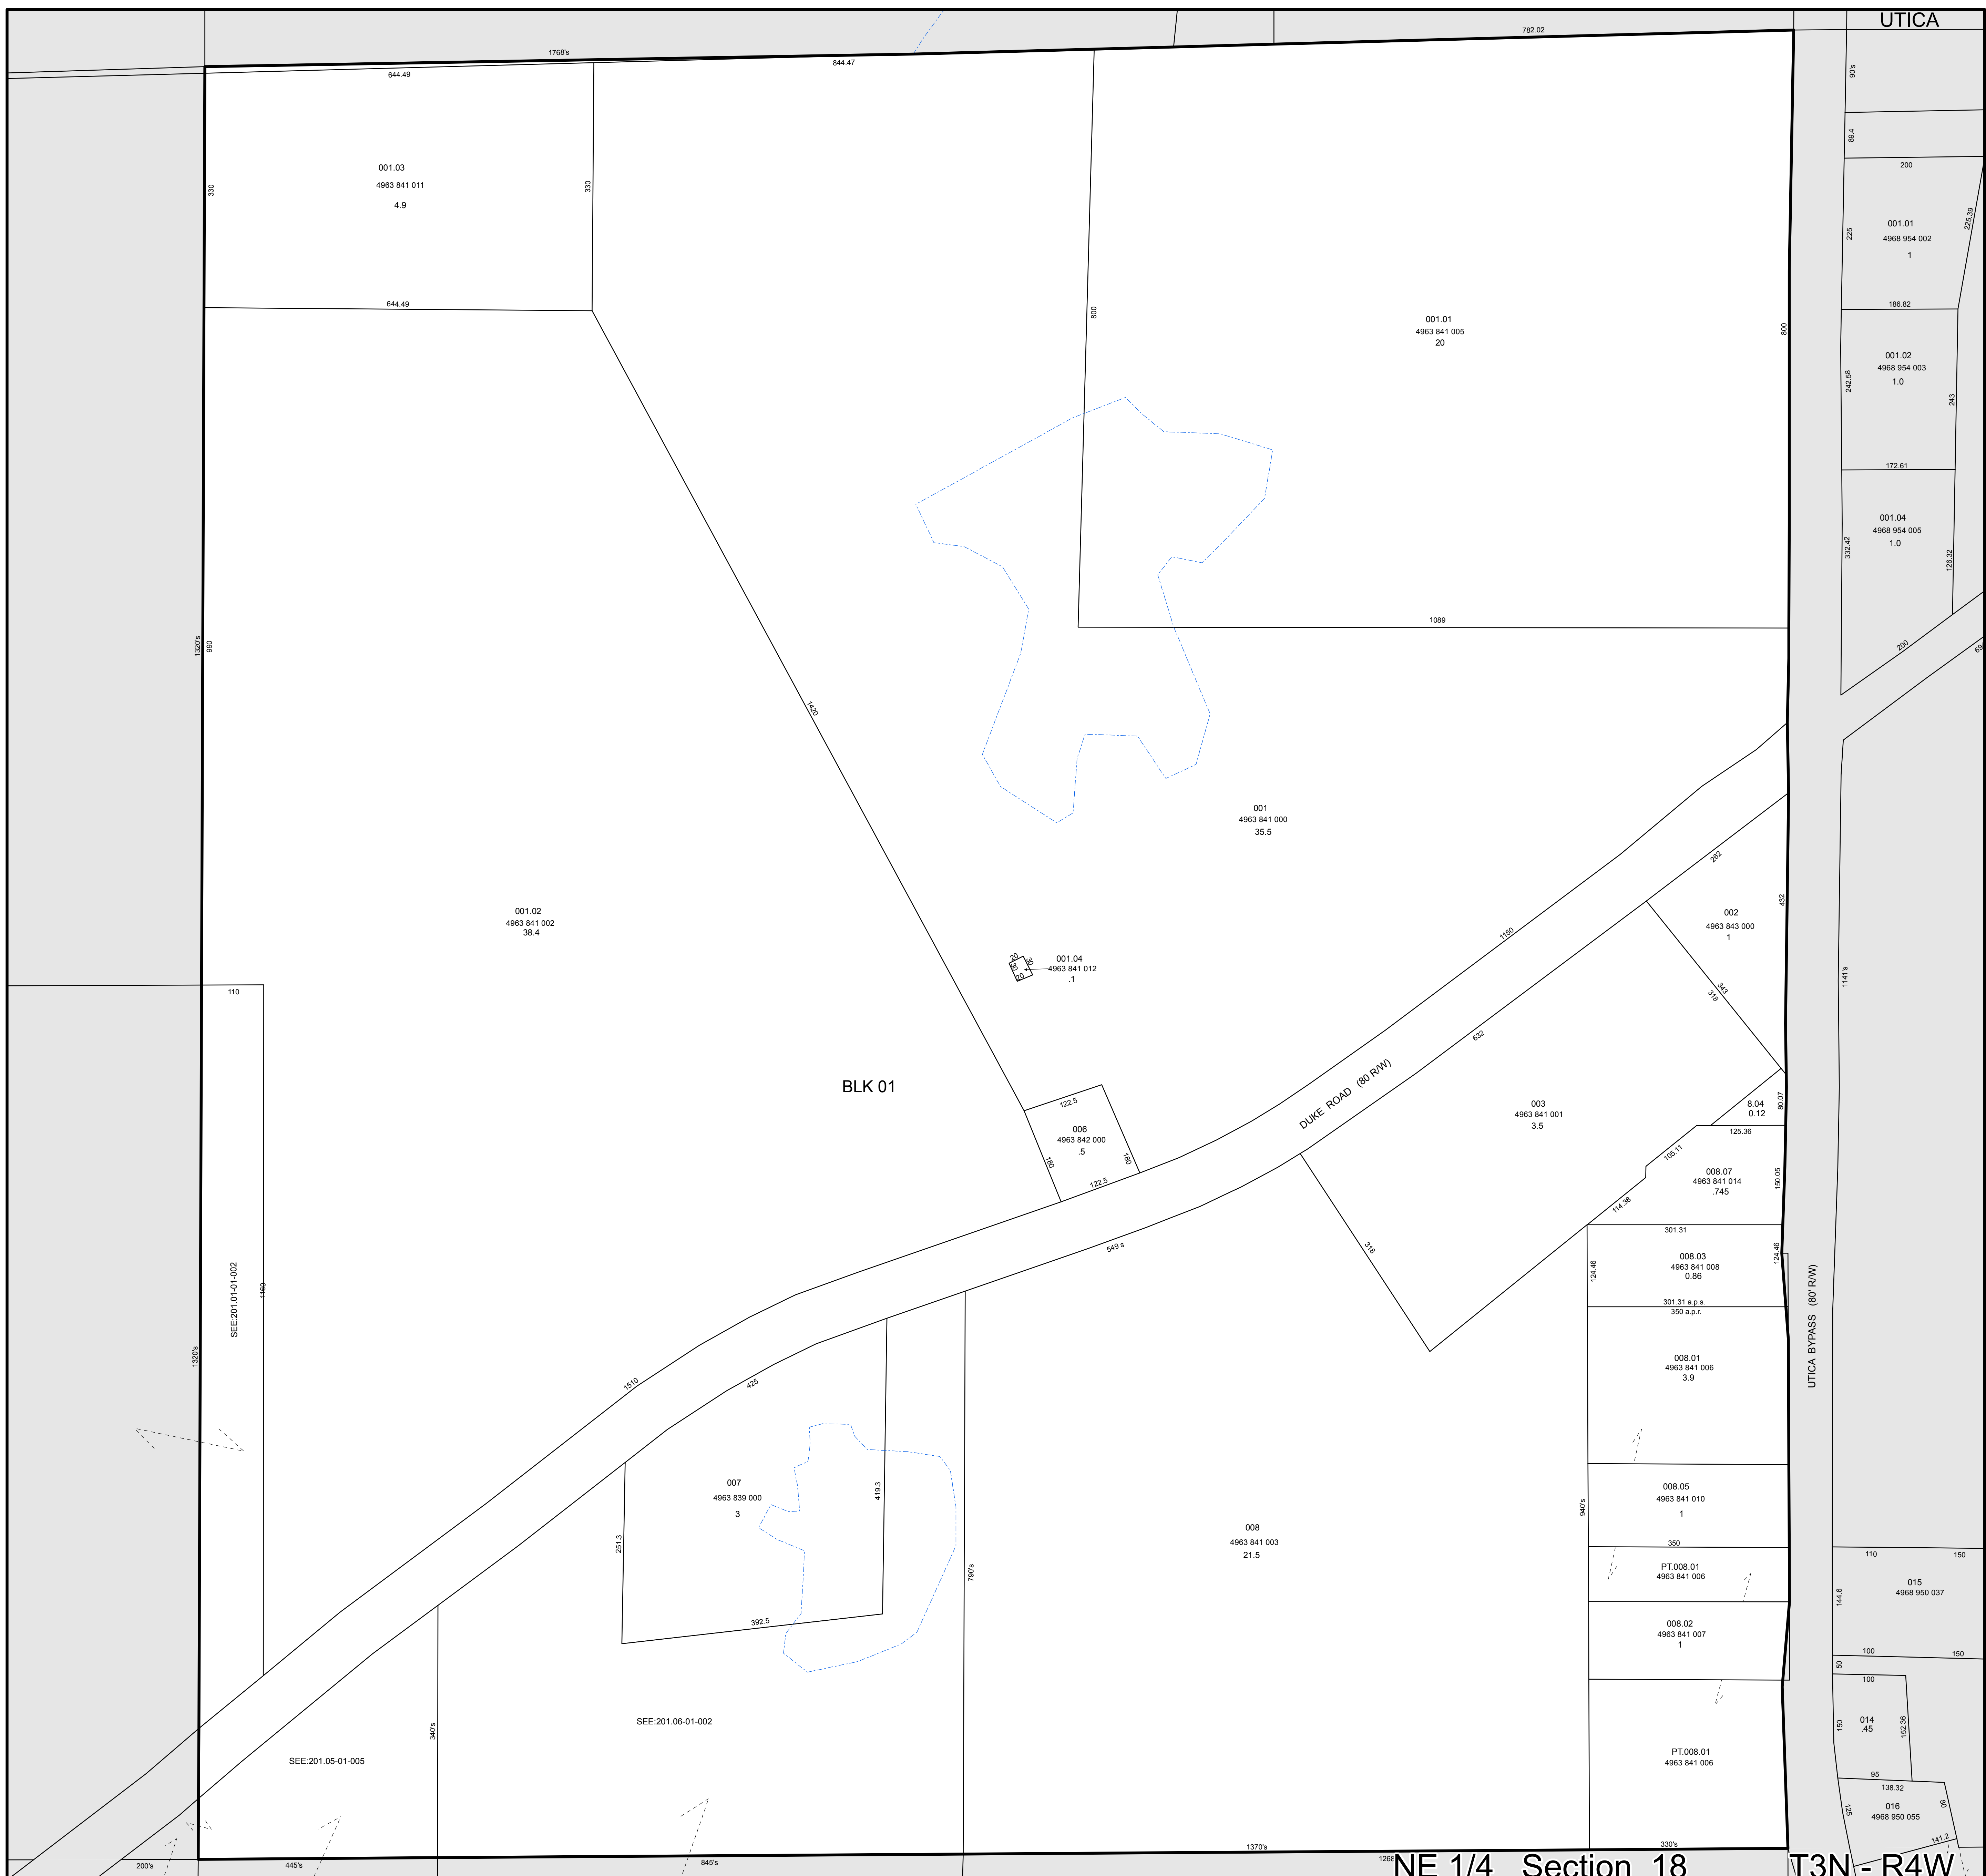 UTICA
782.02
1768's
844.47
644.49
90's
89.4
200
001.03
4963 841 011
4.9
330
330
644.49
001.01
4968 954 002
1
225
225.39
186.82
800
001.01
4963 841 005
20
800
001.02
4968 954 003
1.0
242.58
243
172.61
001.04
4968 954 005
1.0
332.42
126.32
200
69
1089
1320's
990
1420
001
4963 841 000
35.5
262
432
002
4963 843 000
1
001.02
4963 841 002
38.4
1150
20
30
30
20
001.04
4963 841 012
.1
110
1141's
343
318
632
BLK 01
DUKE ROAD (80 R/W)
122.5
006
4963 842 000
.5
180
180
122.5
003
4963 841 001
3.5
8.04
0.12
80.07
125.36
105.11
008.07
4963 841 014
.745
150.05
114.38
301.31
549 s
318
124.46
008.03
4963 841 008
0.86
124.46
301.31 a.p.s.
350 a.p.r.
SEE:201.01-01-002
1160
1320's
UTICA BYPASS (80' R/W)
008.01
4963 841 006
3.9
1510
425
007
4963 839 000
3
419.3
251.3
392.5
790's
008
4963 841 003
21.5
940's
008.05
4963 841 010
1
350
PT.008.01
4963 841 006
110
150
015
4968 950 037
144.6
008.02
4963 841 007
1
100
150
50
100
SEE:201.06-01-002
340's
SEE:201.05-01-005
014
.45
150
152.36
PT.008.01
4963 841 006
95
138.32
016
4968 950 055
125
80
141.2
1370's
330's
200's
445's
845's
1268
NE 1/4 Section 18
T3N - R4W